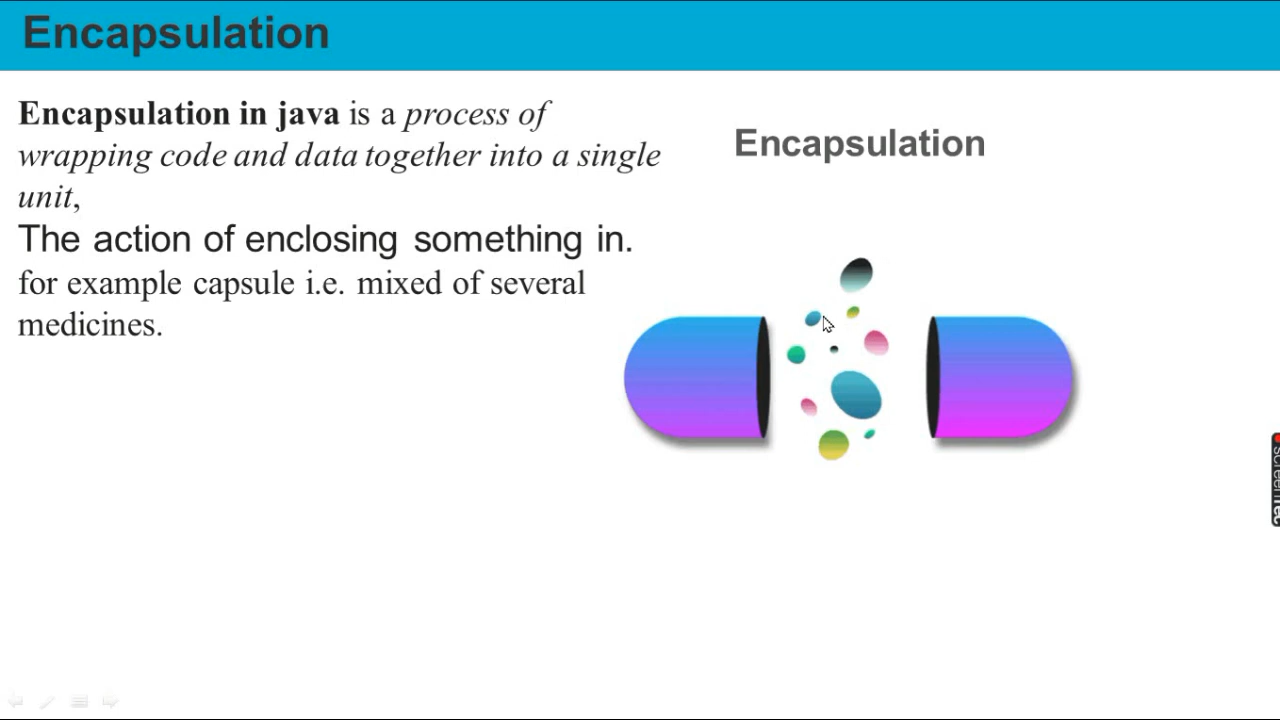 Encapsulation
Encapsulation in java is a process of
wrapping code and data together into a single
unit,
The action of enclosing something in.
for example capsule i.e. mixed of several
medicines.
Encapsulation
screenrec